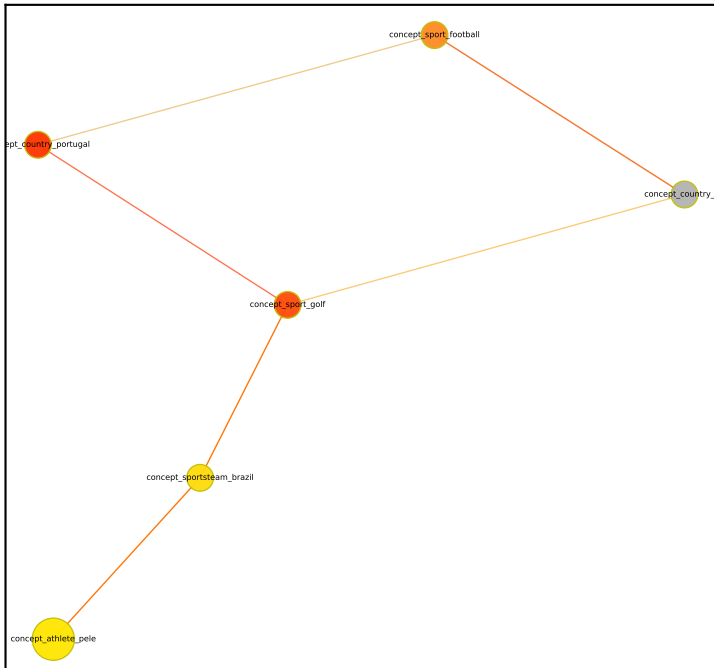 concept_sport_football
ept_country_portugal
concept_country_
concept_sport_golf
concept_sportsteam_brazil
concept_athlete_pele